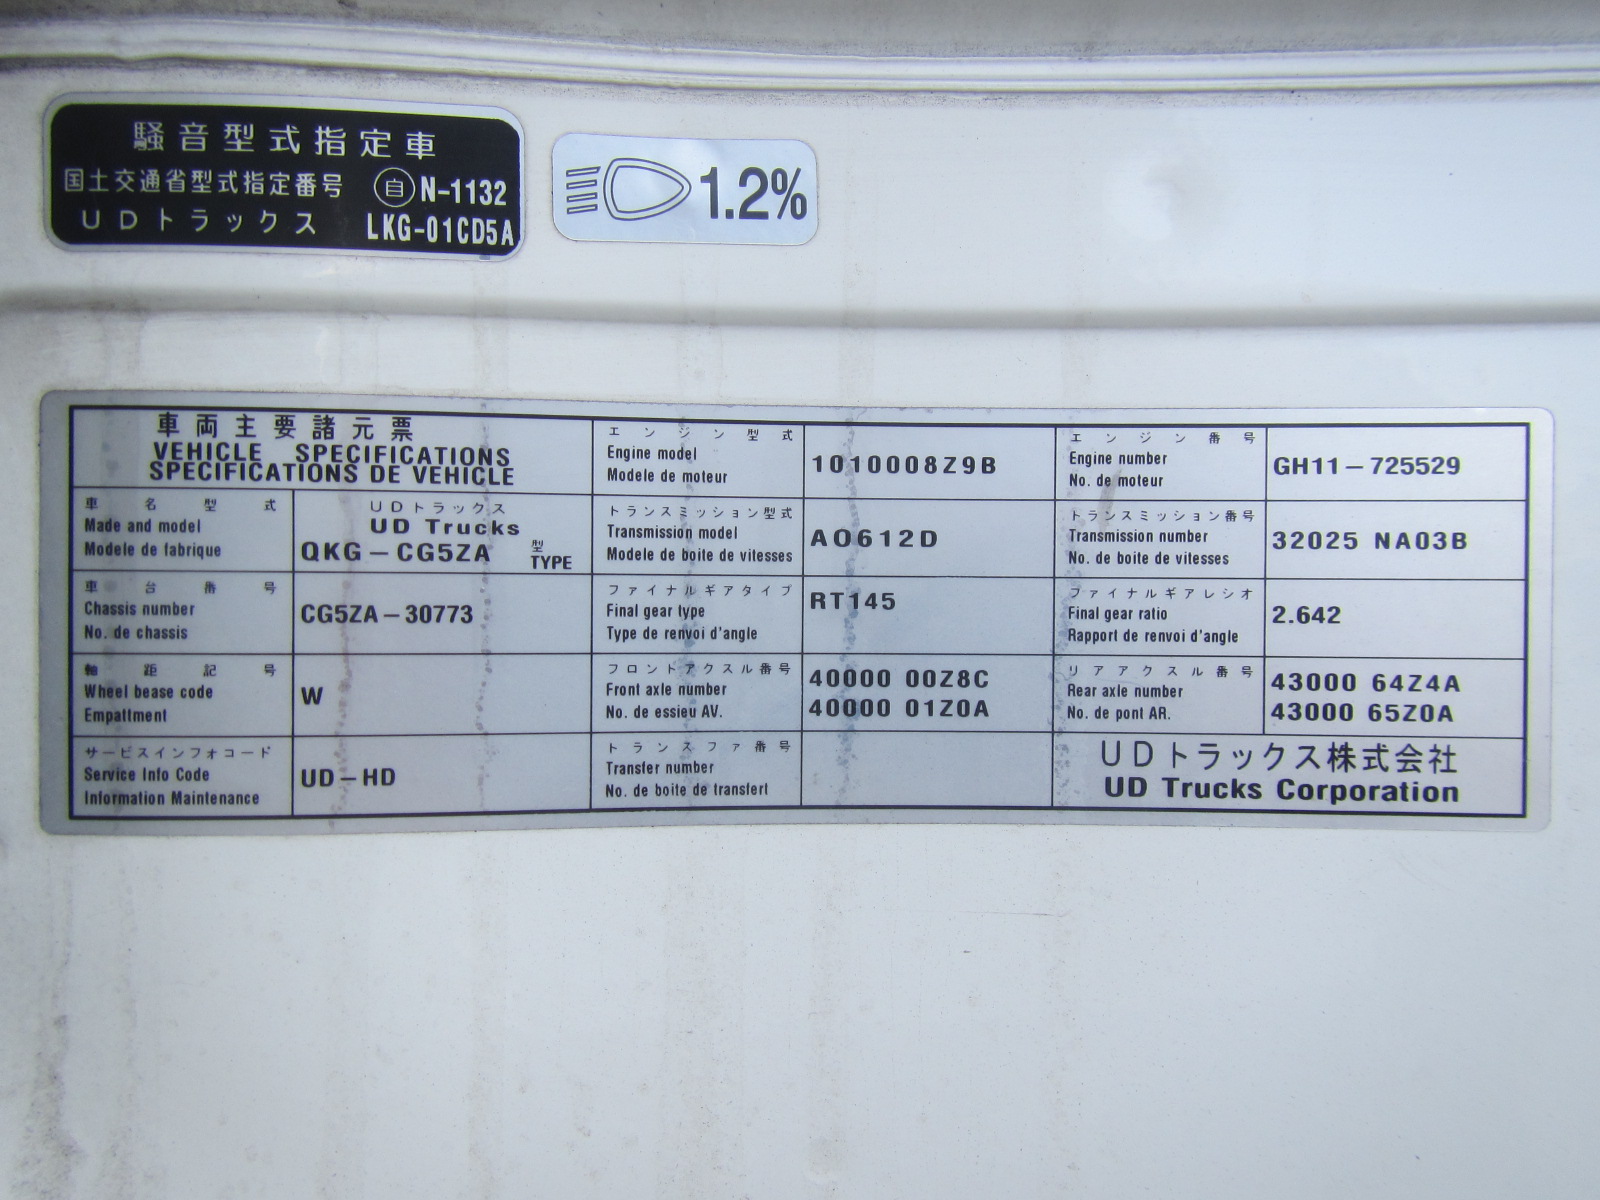 騒音型式指定車
国土交通省型式指定番号 自 N-1132
UDトラックス LKG-01CD5A
1.2%
車両主要諸元票
VEHICLE SPECIFICATIONS
SPECIFICATIONS DE VEHICLE
車名型式
Made and model
Modele de fabrique
UDトラックス
UD Trucks
QKG-CG5ZA 型 TYPE
車台番号
Chassis number
No. de chassis
CG5ZA-30773
軸距記号
Wheel bease code
Empattment
W
サービスインフォコード
Service Info Code
Information Maintenance
UD-HD
エンジン型式
Engine model
Modele de moteur
1010008Z9B
トランスミッション型式
Transmission model
Modele de boite de vitesses
AO612D
ファイナルギアタイプ
Final gear type
Type de renvoi d'angle
RT145
フロントアクスル番号
Front axle number
No. de essieu AV.
40000 00Z8C
40000 01Z0A
トランスファ番号
Transfer number
No. de boite de transfert
エンジン番号
Engine number
No. de moteur
GH11-725529
トランスミッション番号
Transmission number
No. de boite de vitesses
32025 NA03B
ファイナルギアレシオ
Final gear ratio
Rapport de renvoi d'angle
2.642
リアアクスル番号
Rear axle number
No. de pont AR.
43000 64Z4A
43000 65Z0A
UDトラックス株式会社
UD Trucks Corporation